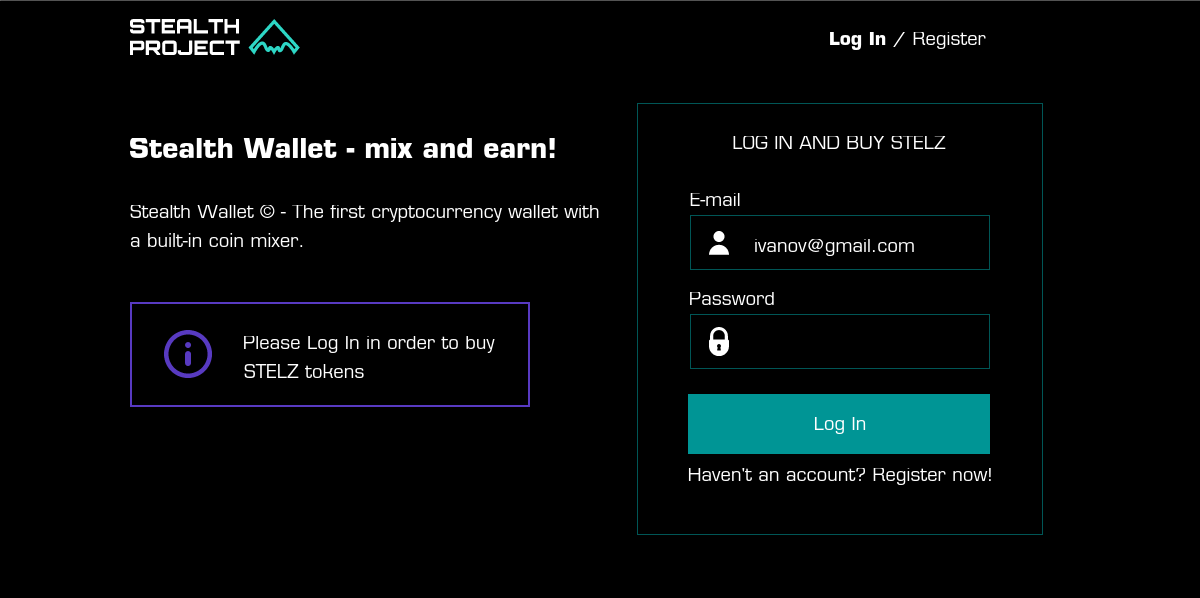 STEALTH
PROJECT
Log In / Register
Stealth Wallet - mix and earn!
Stealth Wallet © - The first cryptocurrency wallet with
a built-in coin mixer.
Please Log In in order to buy
STELZ tokens
LOG IN AND BUY STELZ
E-mail
ivanov@gmail.com
Password
Log In
Haven't an account? Register now!